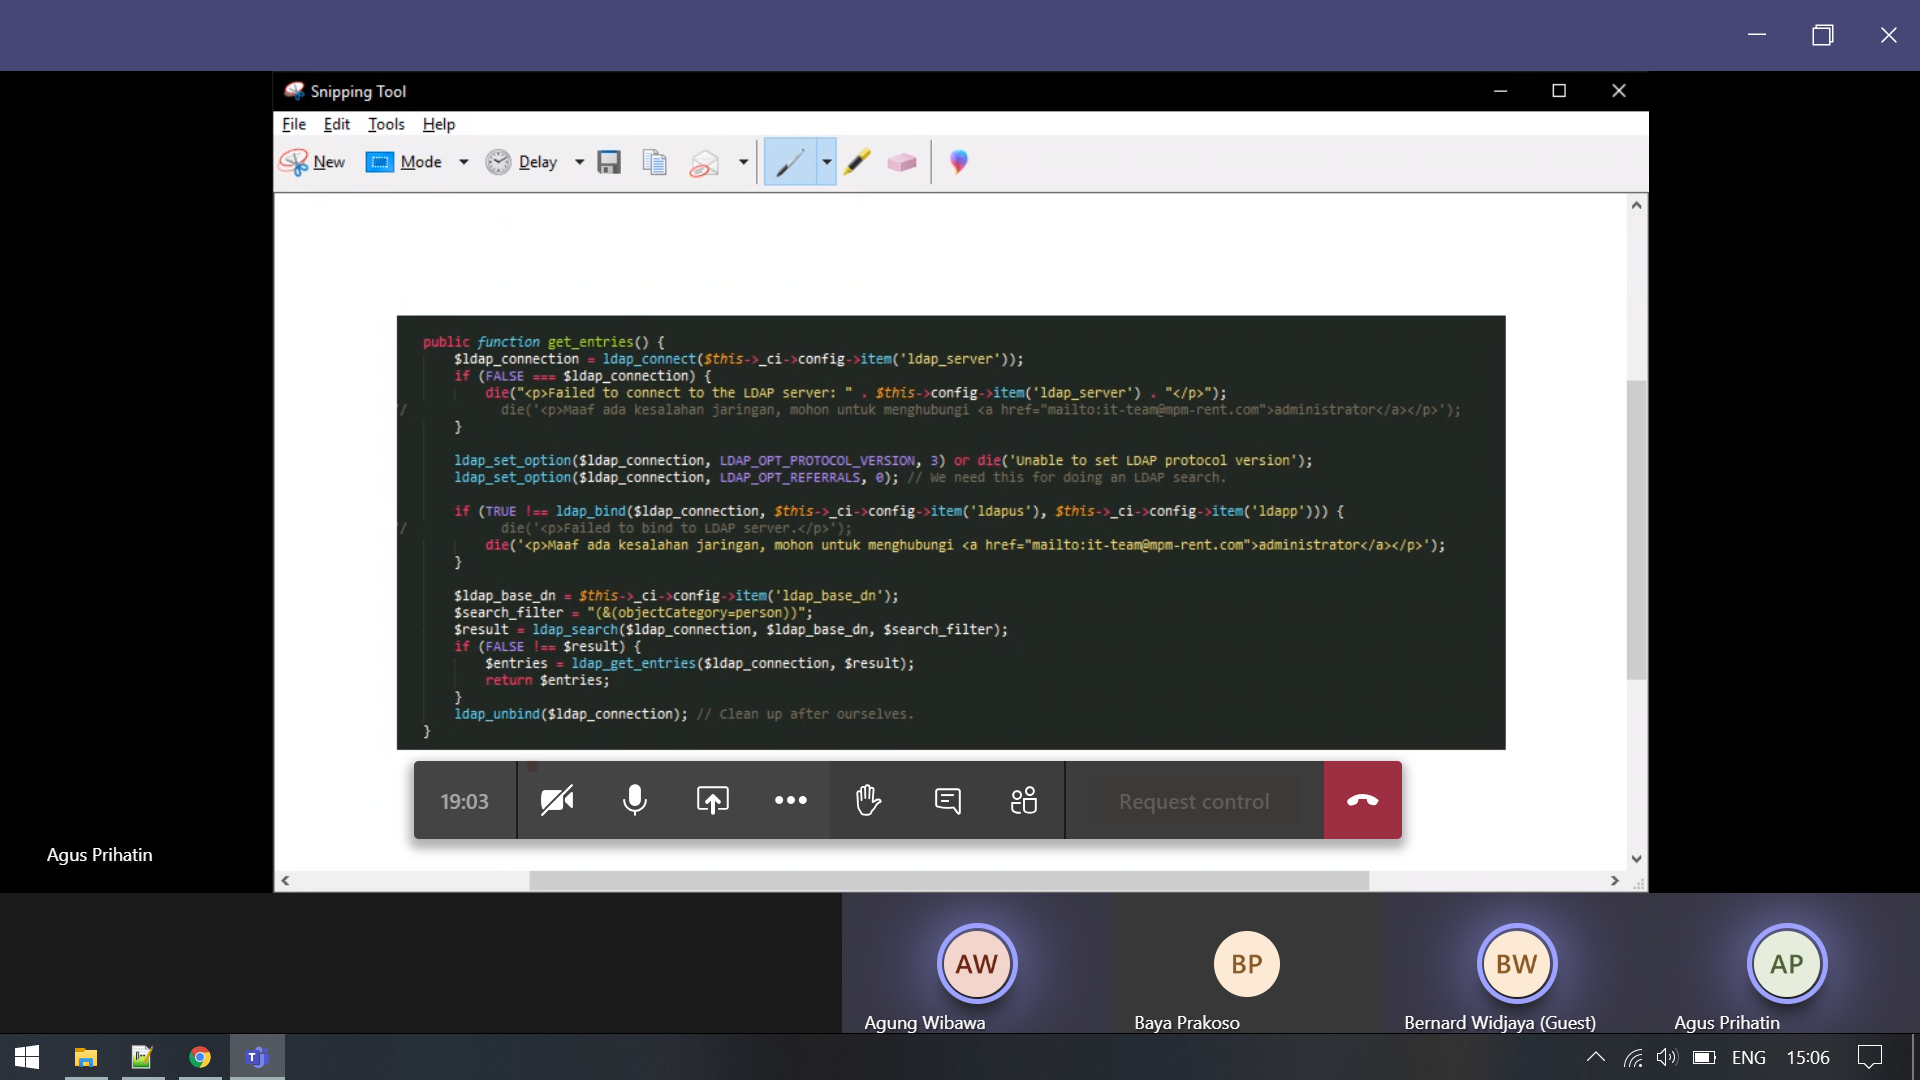 Snipping Tool
File Edit Tools Help
New Mode Delay
public function get_entries() {
$ldap_connection = ldap_connect($this->_ci->config->item('ldap_server'));
if (FALSE === $ldap_connection) {
die("<p>Failed to connect to the LDAP server: " . $this->config->item('ldap_server') . "</p>");
/ die('<p>Maaf ada kesalahan jaringan, mohon untuk menghubungi <a href="mailto:it-team@mpm-rent.com">administrator</a></p>');
}
ldap_set_option($ldap_connection, LDAP_OPT_PROTOCOL_VERSION, 3) or die('Unable to set LDAP protocol version');
ldap_set_option($ldap_connection, LDAP_OPT_REFERRALS, 0); // We need this for doing an LDAP search.
if (TRUE !== ldap_bind($ldap_connection, $this->_ci->config->item('ldapus'), $this->_ci->config->item('ldapp'))) {
/ die('<p>Failed to bind to LDAP server.</p>');
die('<p>Maaf ada kesalahan jaringan, mohon untuk menghubungi <a href="mailto:it-team@mpm-rent.com">administrator</a></p>');
}
$ldap_base_dn = $this->_ci->config->item('ldap_base_dn');
$search_filter = "(&(objectCategory=person))";
$result = ldap_search($ldap_connection, $ldap_base_dn, $search_filter);
if (FALSE !== $result) {
$entries = ldap_get_entries($ldap_connection, $result);
return $entries;
}
ldap_unbind($ldap_connection); // Clean up after ourselves.
}
19:03 Request control
Agus Prihatin
AW BP BW AP
Agung Wibawa Baya Prakoso Bernard Widjaya (Guest) Agus Prihatin
ENG 15:06